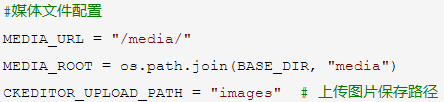 #媒体文件配置
MEDIA_URL = "/media/"
MEDIA_ROOT = os.path.join(BASE_DIR, "media")
CKEDITOR_UPLOAD_PATH = "images"  # 上传图片保存路径